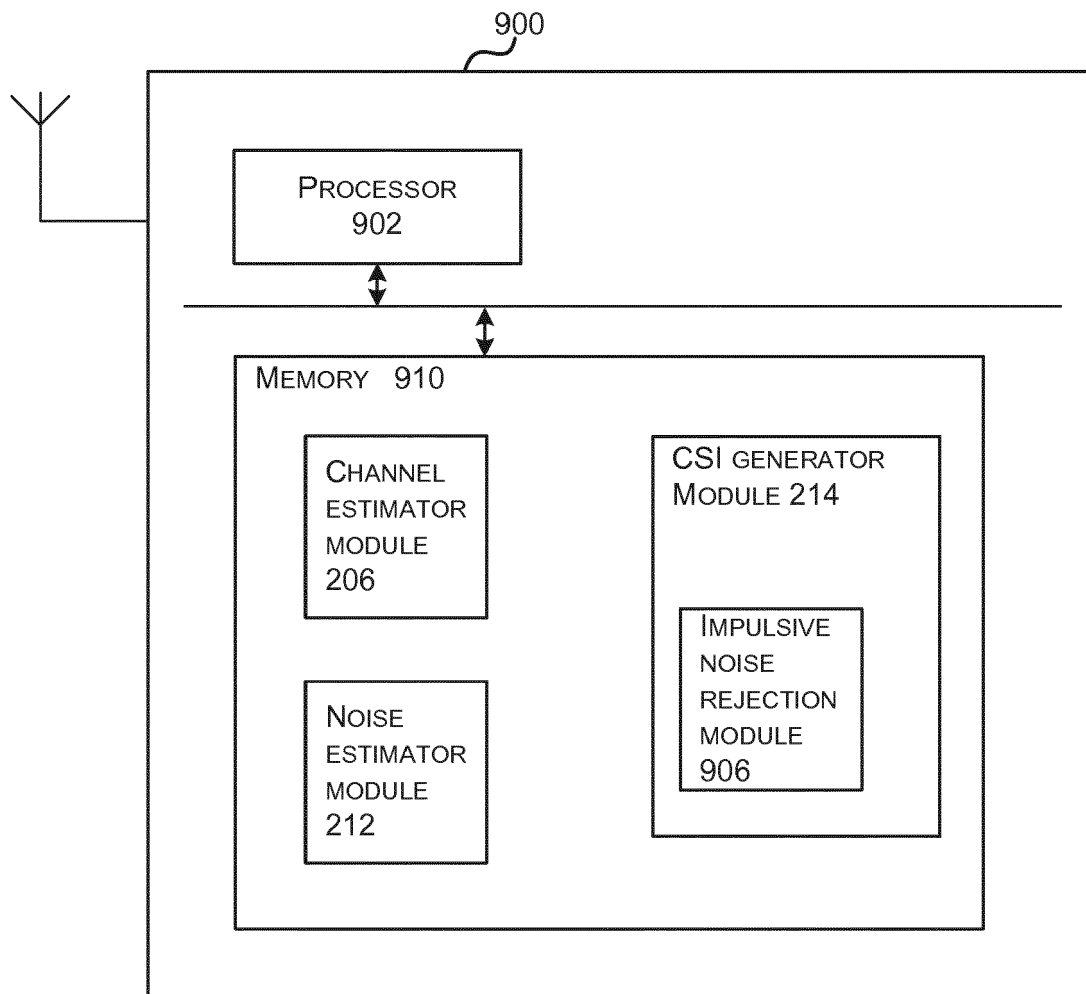 900
PROCESSOR
902
MEMORY 910
CHANNEL
ESTIMATOR
MODULE
206
CSI GENERATOR
MODULE 214
IMPULSIVE
NOISE
REJECTION
MODULE
906
NOISE
ESTIMATOR
MODULE
212